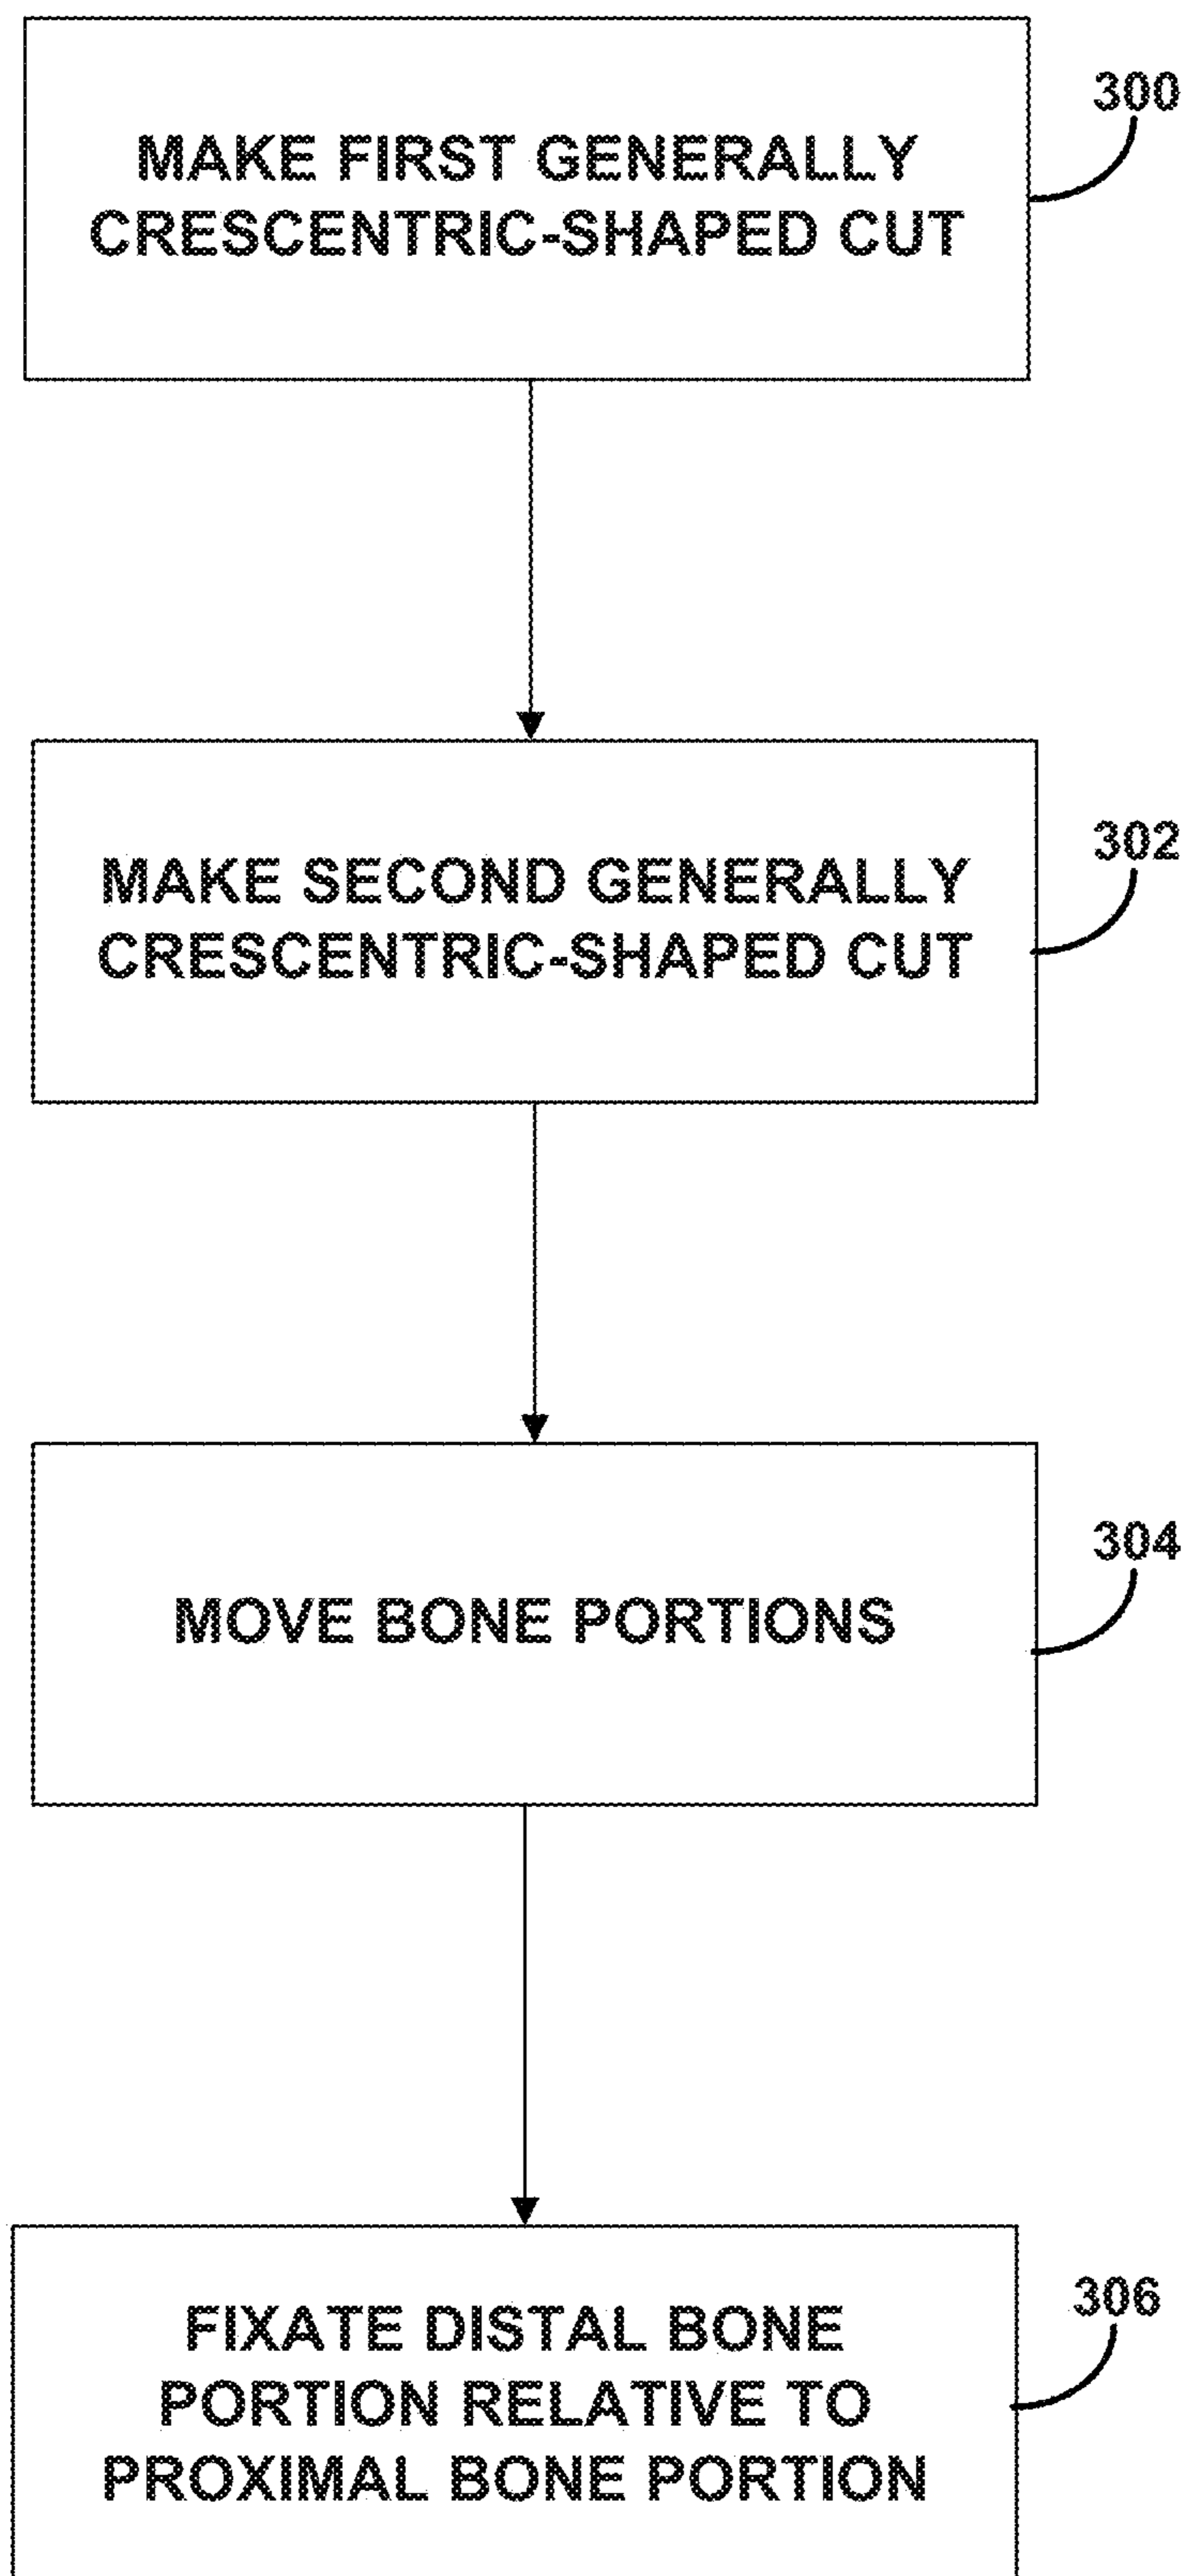 300
MAKE FIRST GENERALLY
CRESCENTRIC-SHAPED CUT
302
MAKE SECOND GENERALLY
CRESCENTRIC-SHAPED CUT
304
MOVE BONE PORTIONS
306
FIXATE DISTAL BONE
PORTION RELATIVE TO
PROXIMAL BONE PORTION